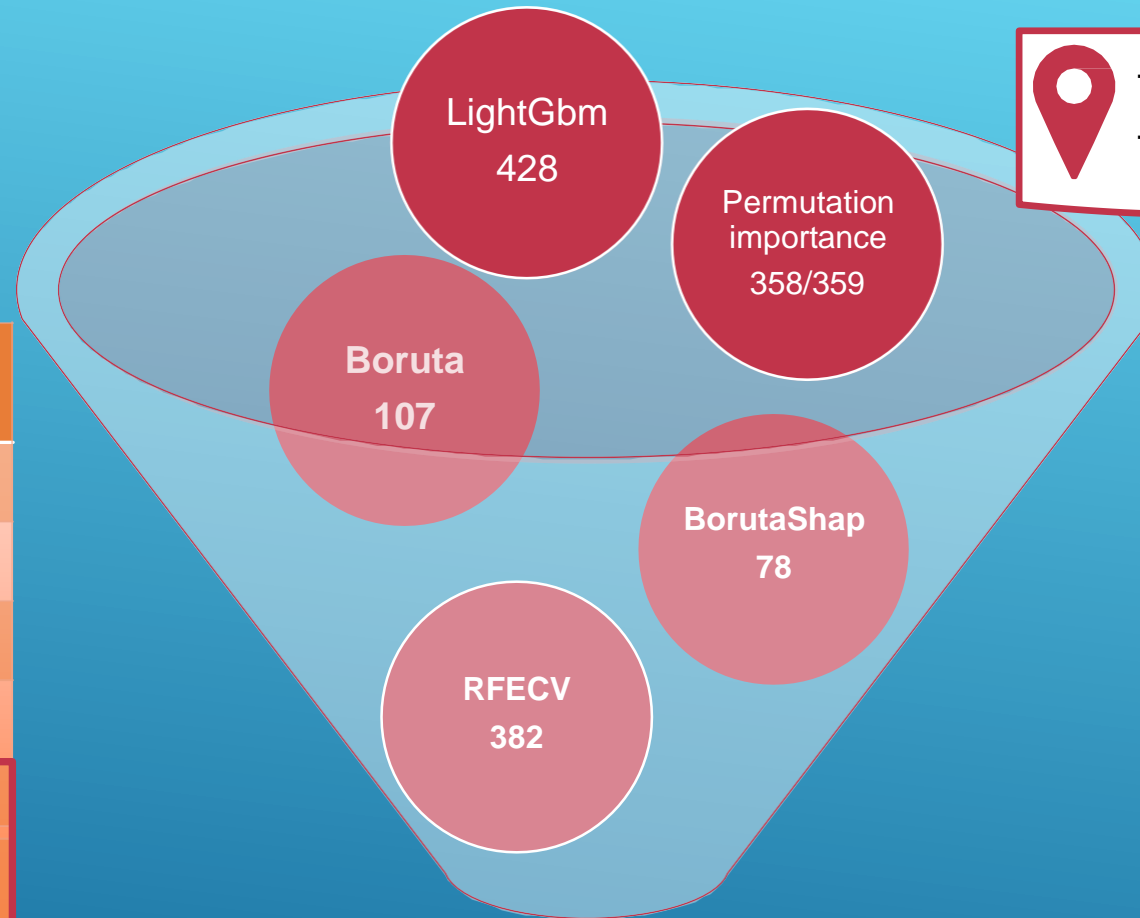 LightGbm
428
Permutation
importance
358/359
Boruta
107
BorutaShap
78
RFECV
382